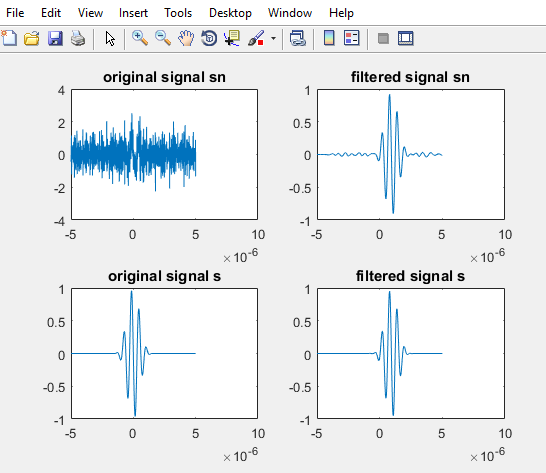 File Edit View Insert Tools Desktop Window Help
original signal sn
4
2
0
-2
-4
-5 0 5 10
×10^-6
filtered signal sn
1
0.5
0
-0.5
-1
-5 0 5 10
×10^-6
original signal s
1
0.5
0
-0.5
-1
-5 0 5 10
×10^-6
filtered signal s
1
0.5
0
-0.5
-1
-5 0 5 10
×10^-6